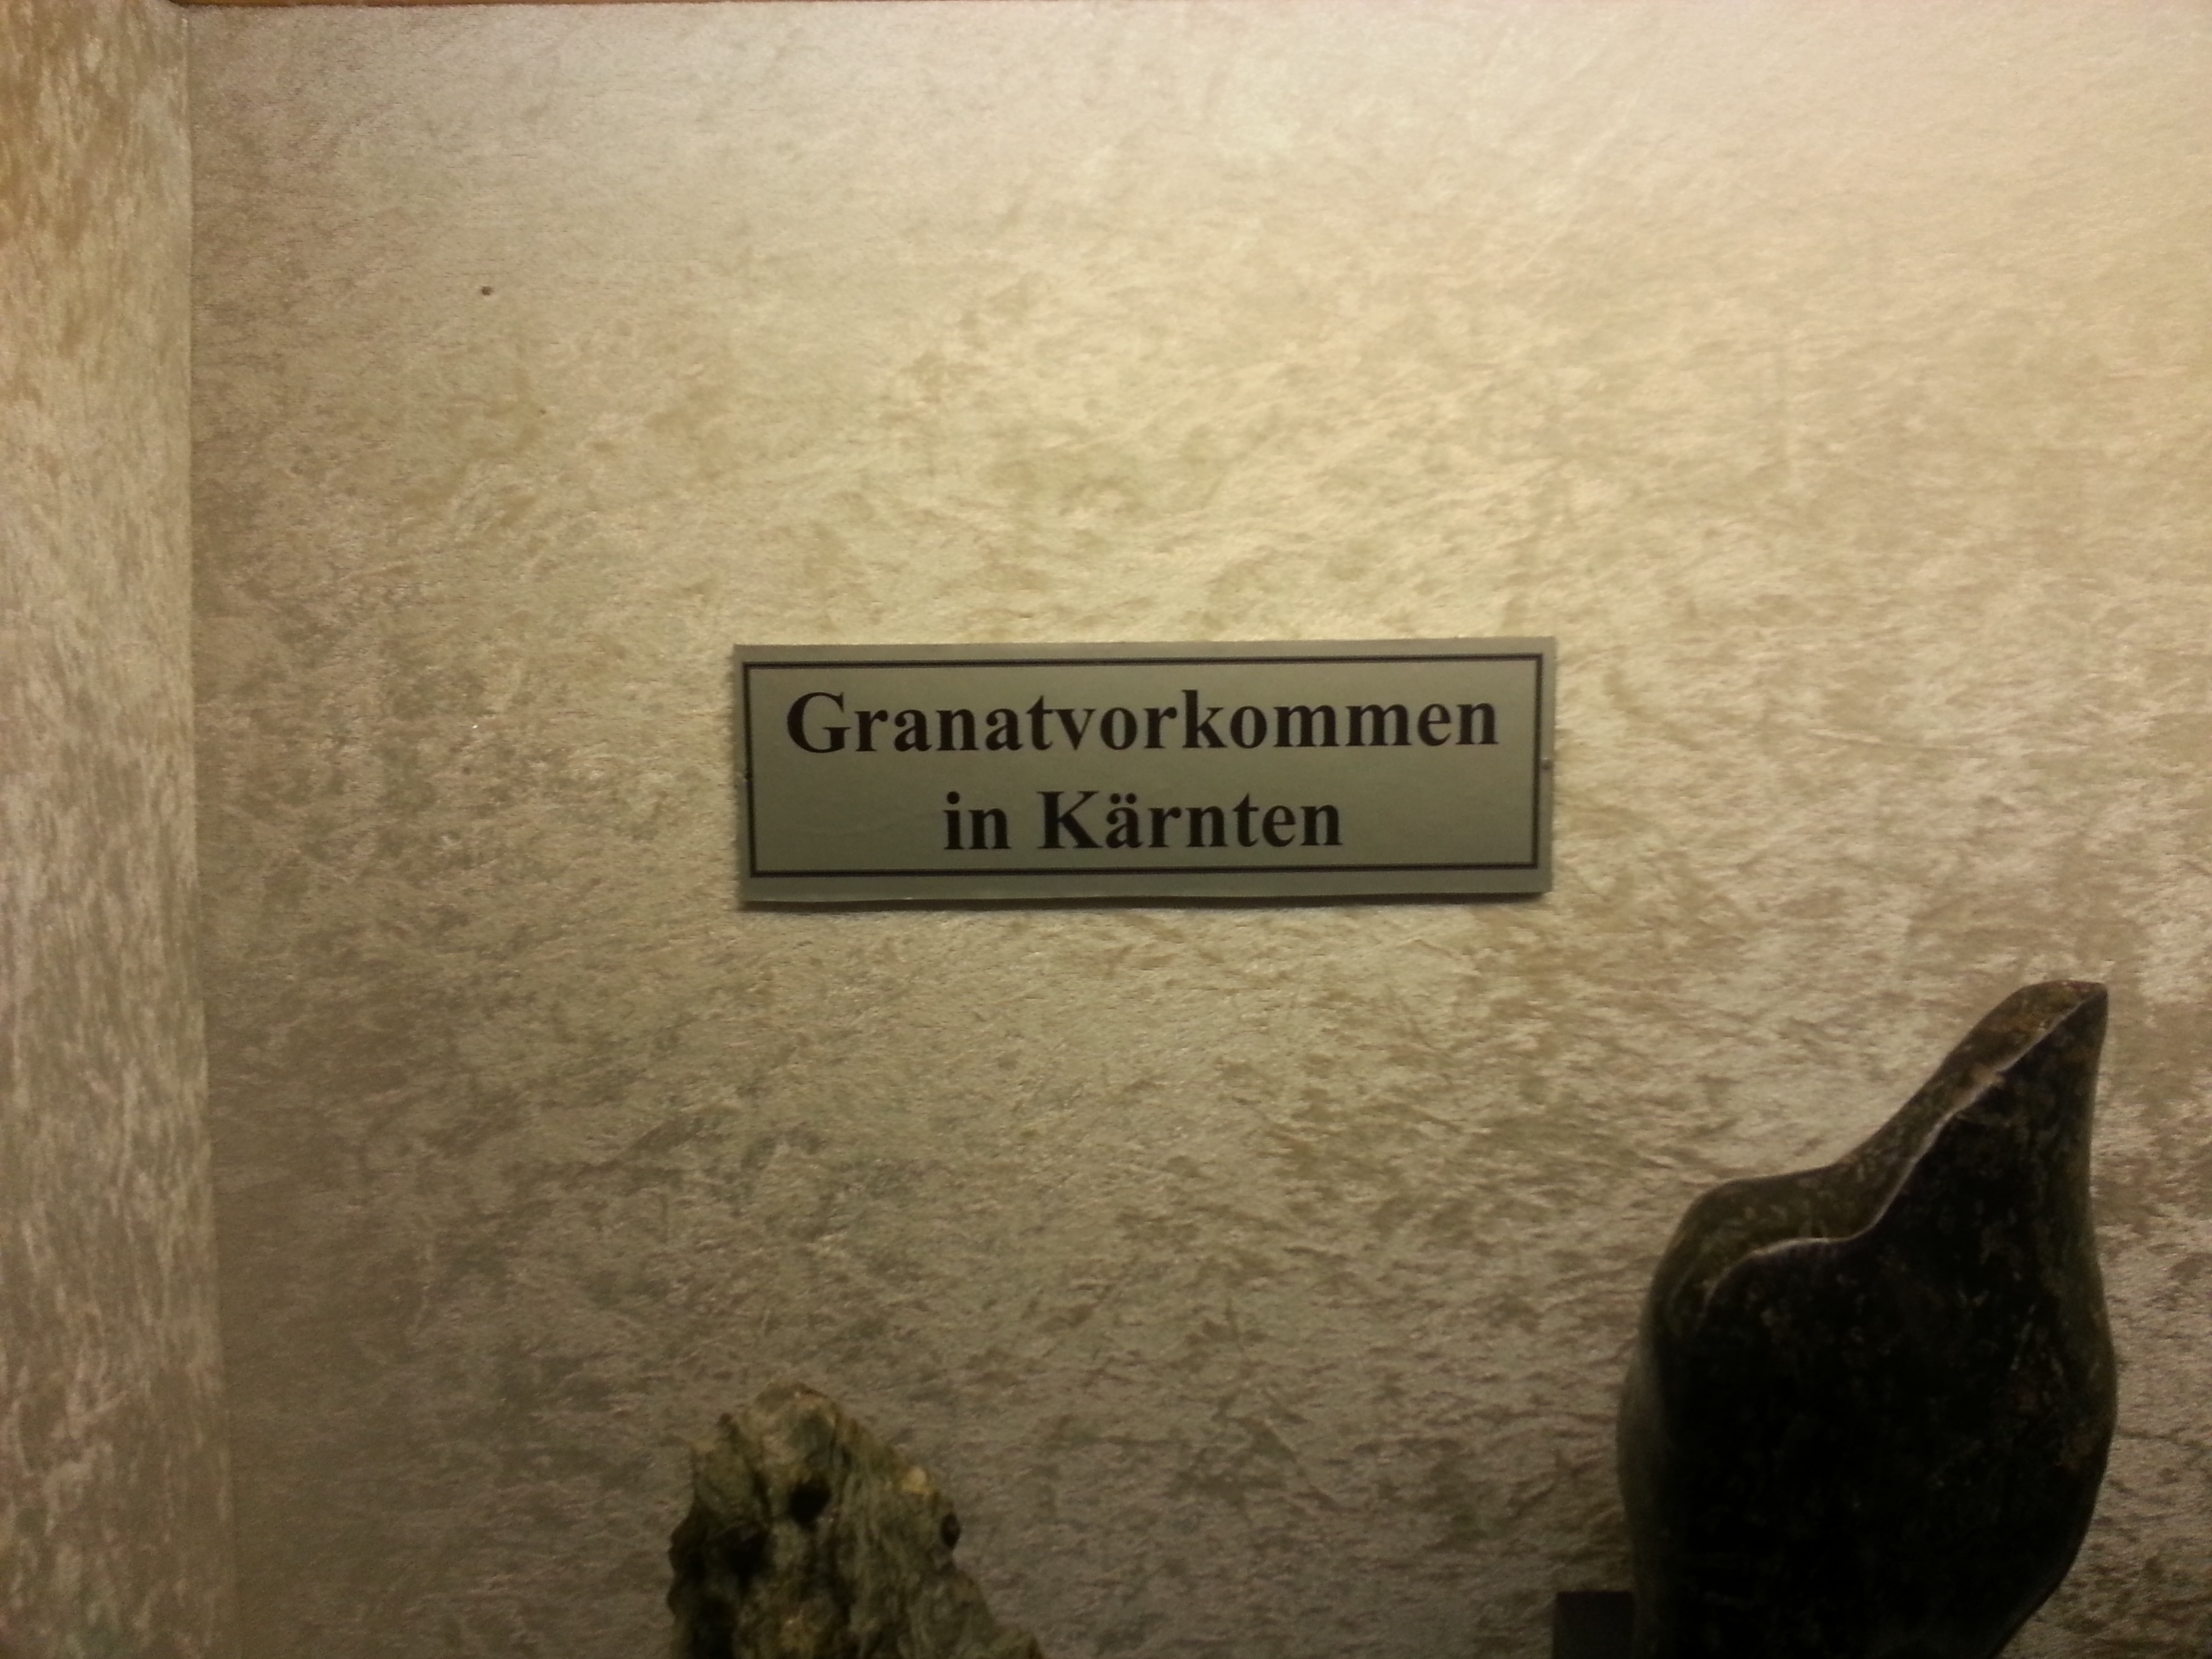 Granatvorkommen
in Kärnten